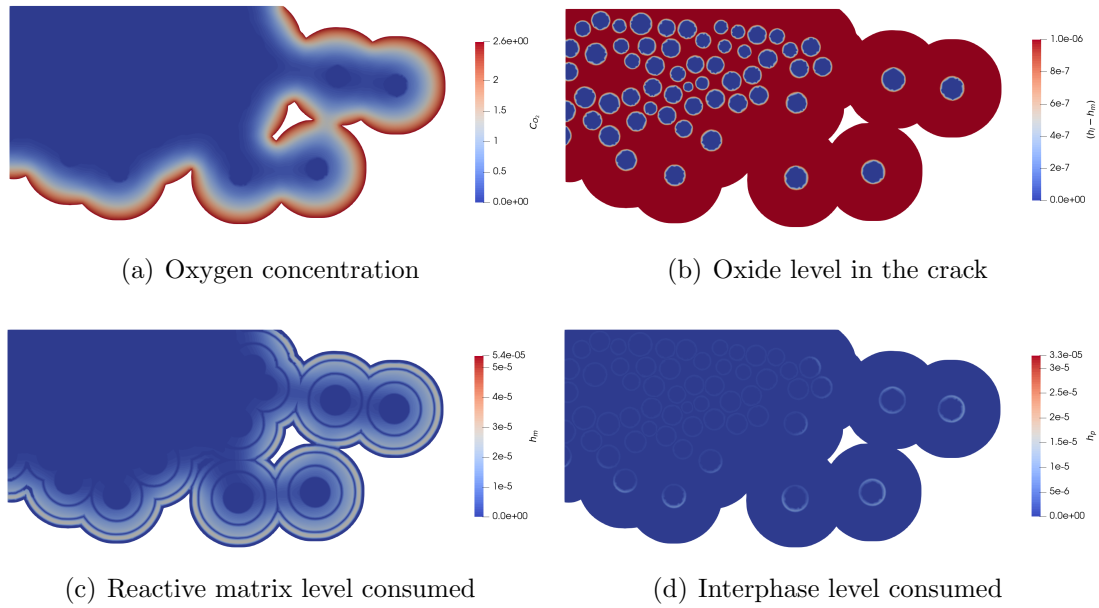 2.6e+00
2
1.5
1
0.5
0.0e+00
C_{O_2}
(a) Oxygen concentration
1.0e-06
8e-7
6e-7
4e-7
2e-7
0.0e+00
(h_l − h_m)
(b) Oxide level in the crack
5.4e-05
5e-5
4e-5
3e-5
2e-5
1e-5
0.0e+00
h_m
(c) Reactive matrix level consumed
3.3e-05
3e-5
2.5e-5
2e-5
1.5e-5
1e-5
5e-6
0.0e+00
h_p
(d) Interphase level consumed